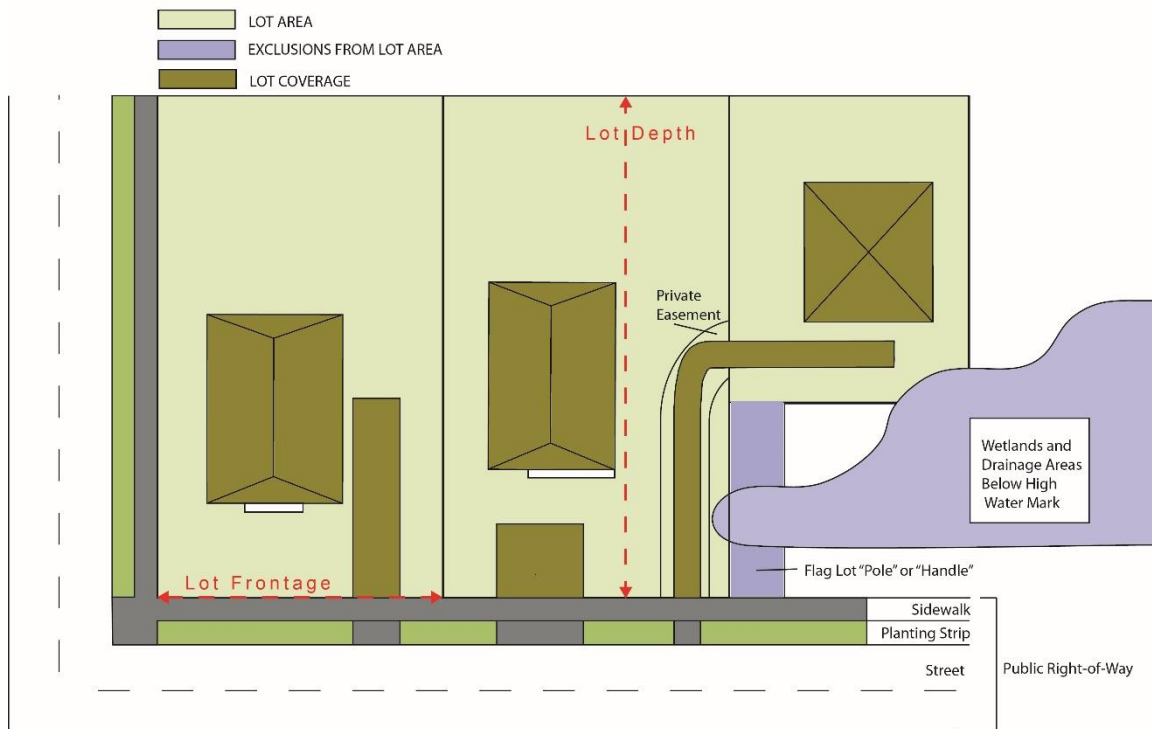 LOT AREA
EXCLUSIONS FROM LOT AREA
LOT COVERAGE
Lot Depth
Private
Easement
Wetlands and
Drainage Areas
Below High
Water Mark
Lot Frontage
Flag Lot "Pole" or "Handle"
Sidewalk
Planting Strip
Street
Public Right-of-Way